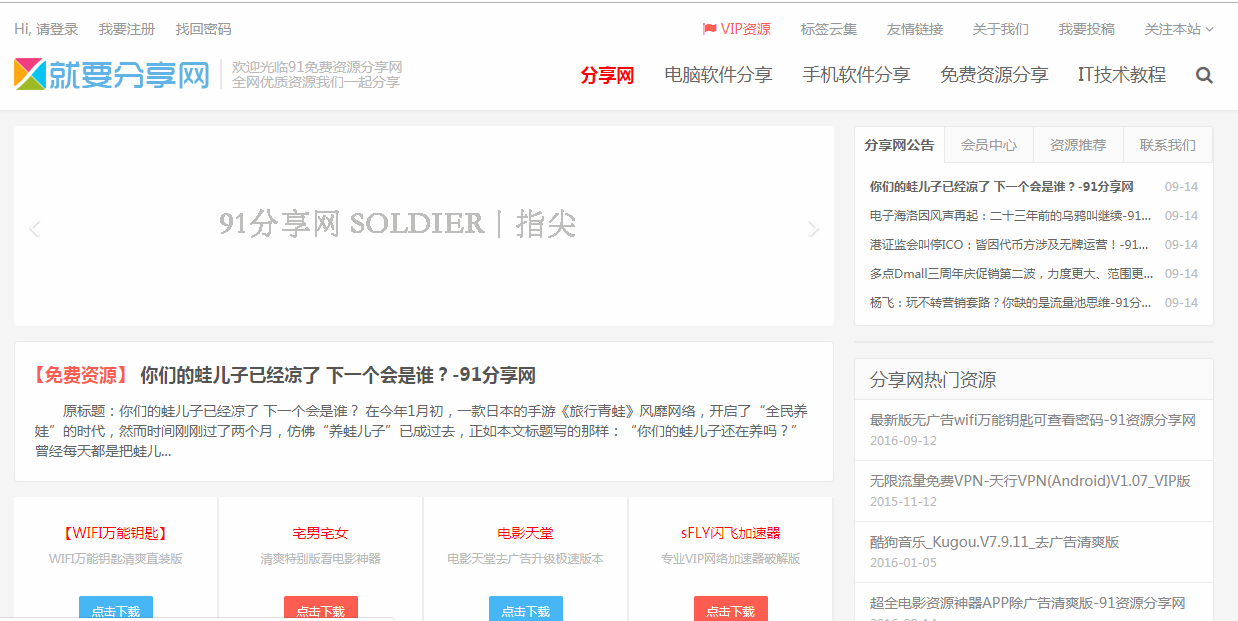 Hi, 请登录 我要注册 找回密码
VIP资源 标签云集 友情链接 关于我们 我要投稿 关注本站
就要分享网
欢迎光临91免费资源分享网
全网优质资源我们一起分享
分享网 电脑软件分享 手机软件分享 免费资源分享 IT技术教程
91分享网 SOLDIER | 指尖
分享网公告 会员中心 资源推荐 联系我们
你们的蛙儿子已经凉了 下一个会是谁？-91分享网 09-14
电子海洛因风声再起：二十三年前的乌鸦叫继续-91... 09-14
港证监会叫停ICO：皆因代币方涉及无牌运营！-91... 09-14
多点Dmall三周年庆促销第二波，力度更大、范围更... 09-14
杨飞：玩不转营销套路？你缺的是流量池思维-91分... 09-14
【免费资源】 你们的蛙儿子已经凉了 下一个会是谁？-91分享网
原标题：你们的蛙儿子已经凉了 下一个会是谁？ 在今年1月初，一款日本的手游《旅行青蛙》风靡网络，开启了“全民养
娃”的时代，然而时间刚刚过了两个月，仿佛“养蛙儿子”已成过去，正如本文标题写的那样：“你们的蛙儿子还在养吗？”
曾经每天都是把蛙儿...
【WIFI万能钥匙】
WIFI万能钥匙清爽直装版
点击下载
宅男宅女
清爽特别版看电影神器
点击下载
电影天堂
电影天堂去广告升级极速版本
点击下载
sFLY闪飞加速器
专业VIP网络加速器破解版
点击下载
分享网热门资源
最新版无广告wifi万能钥匙可查看密码-91资源分享网
2016-09-12
无限流量免费VPN-天行VPN(Android)V1.07_VIP版
2015-11-12
酷狗音乐_Kugou.V7.9.11_去广告清爽版
2016-01-05
超全电影资源神器APP除广告清爽版-91资源分享网